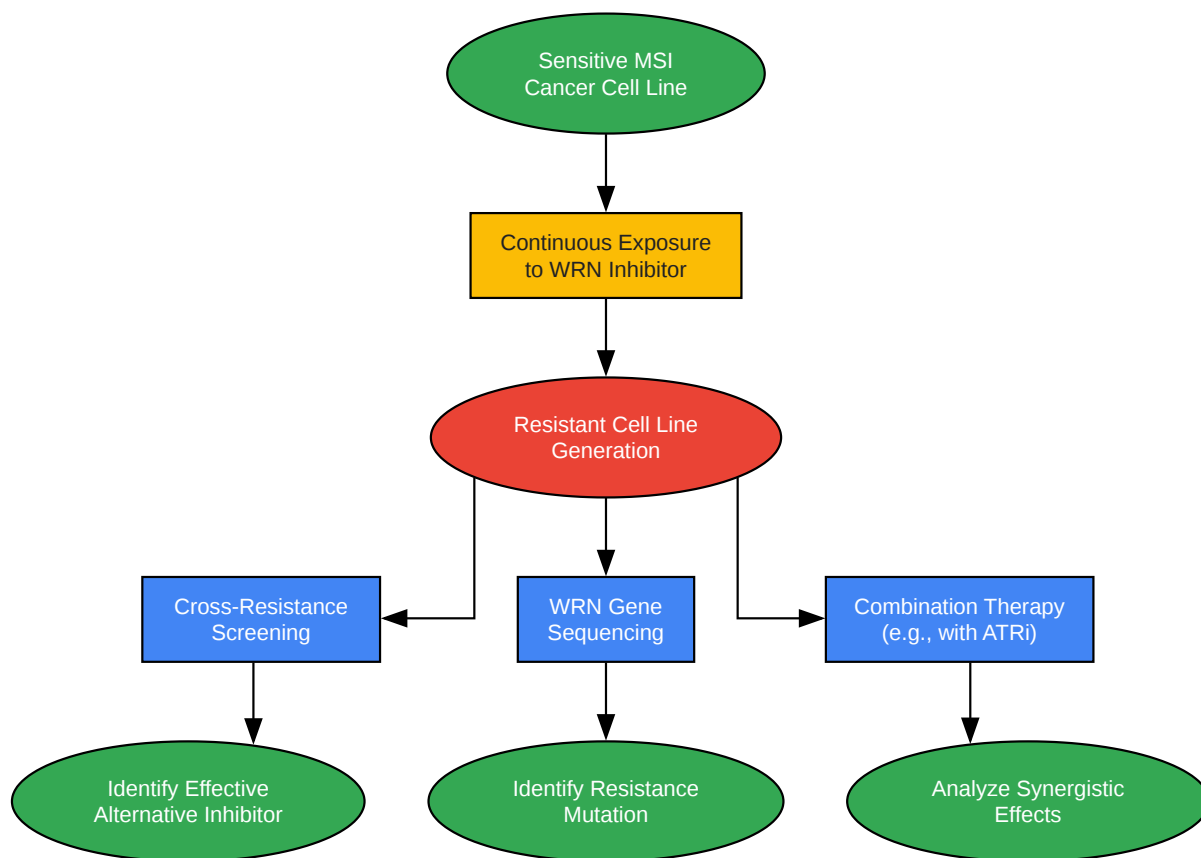 Sensitive MSI
Cancer Cell Line
Continuous Exposure
to WRN Inhibitor
Resistant Cell Line
Generation
Cross-Resistance
Screening
WRN Gene
Sequencing
Combination Therapy
(e.g., with ATRi)
Identify Effective
Alternative Inhibitor
Identify Resistance
Mutation
Analyze Synergistic
Effects